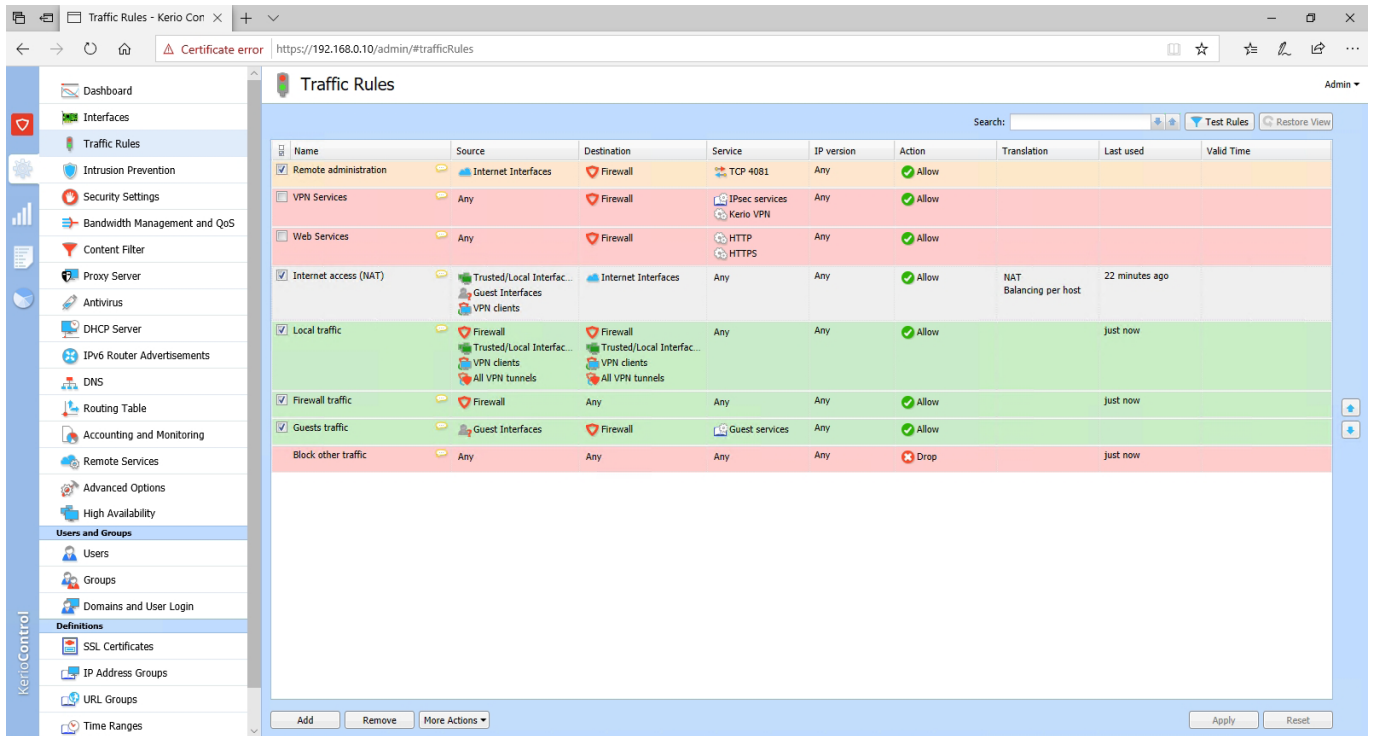 Traffic Rules - Kerio Con
Certificate error
https://192.168.0.10/admin/#trafficRules
Dashboard
Interfaces
Traffic Rules
Intrusion Prevention
Security Settings
Bandwidth Management and QoS
Content Filter
Proxy Server
Antivirus
DHCP Server
IPv6 Router Advertisements
DNS
Routing Table
Accounting and Monitoring
Remote Services
Advanced Options
High Availability
Users and Groups
Users
Groups
Domains and User Login
Definitions
SSL Certificates
IP Address Groups
URL Groups
Time Ranges
KerioControl
Traffic Rules
Admin
Search: Test Rules Restore View
Name Source Destination Service IP version Action Translation Last used Valid Time
Remote administration Internet Interfaces Firewall TCP 4081 Any Allow
VPN Services Any Firewall IPsec services Any Allow
Kerio VPN
Web Services Any Firewall HTTP Any Allow
HTTPS
Internet access (NAT) Trusted/Local Interfac... Internet Interfaces Any Any Allow NAT 22 minutes ago
Guest Interfaces Balancing per host
VPN clients
Local traffic Firewall Firewall Any Any Allow just now
Trusted/Local Interfac... Trusted/Local Interfac...
VPN clients VPN clients
All VPN tunnels All VPN tunnels
Firewall traffic Firewall Any Any Any Allow just now
Guests traffic Guest Interfaces Firewall Guest services Any Allow
Block other traffic Any Any Any Any Drop just now
Add Remove More Actions Apply Reset